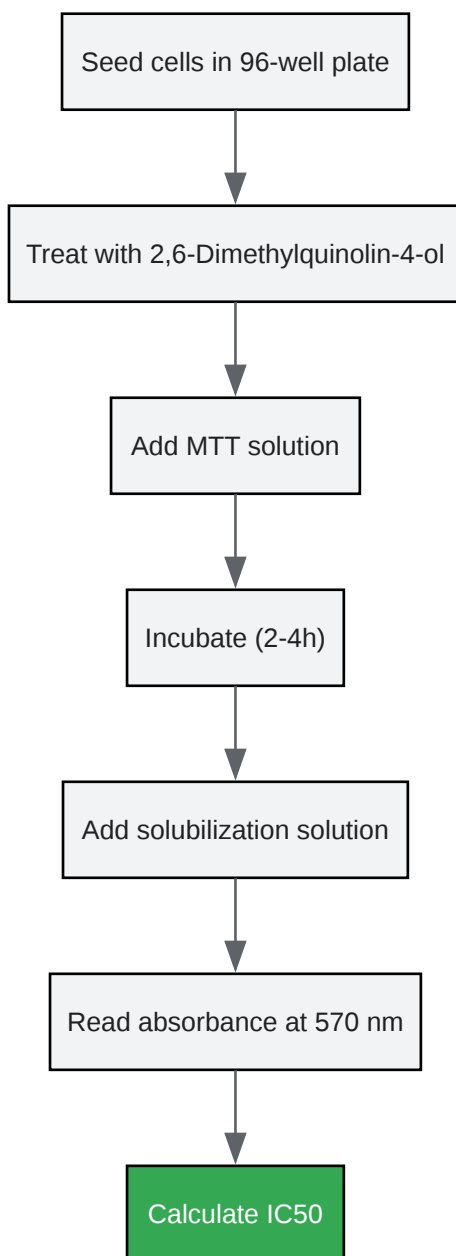 Seed cells in 96-well plate
Treat with 2,6-Dimethylquinolin-4-ol
Add MTT solution
Incubate (2-4h)
Add solubilization solution
Read absorbance at 570 nm
Calculate IC50